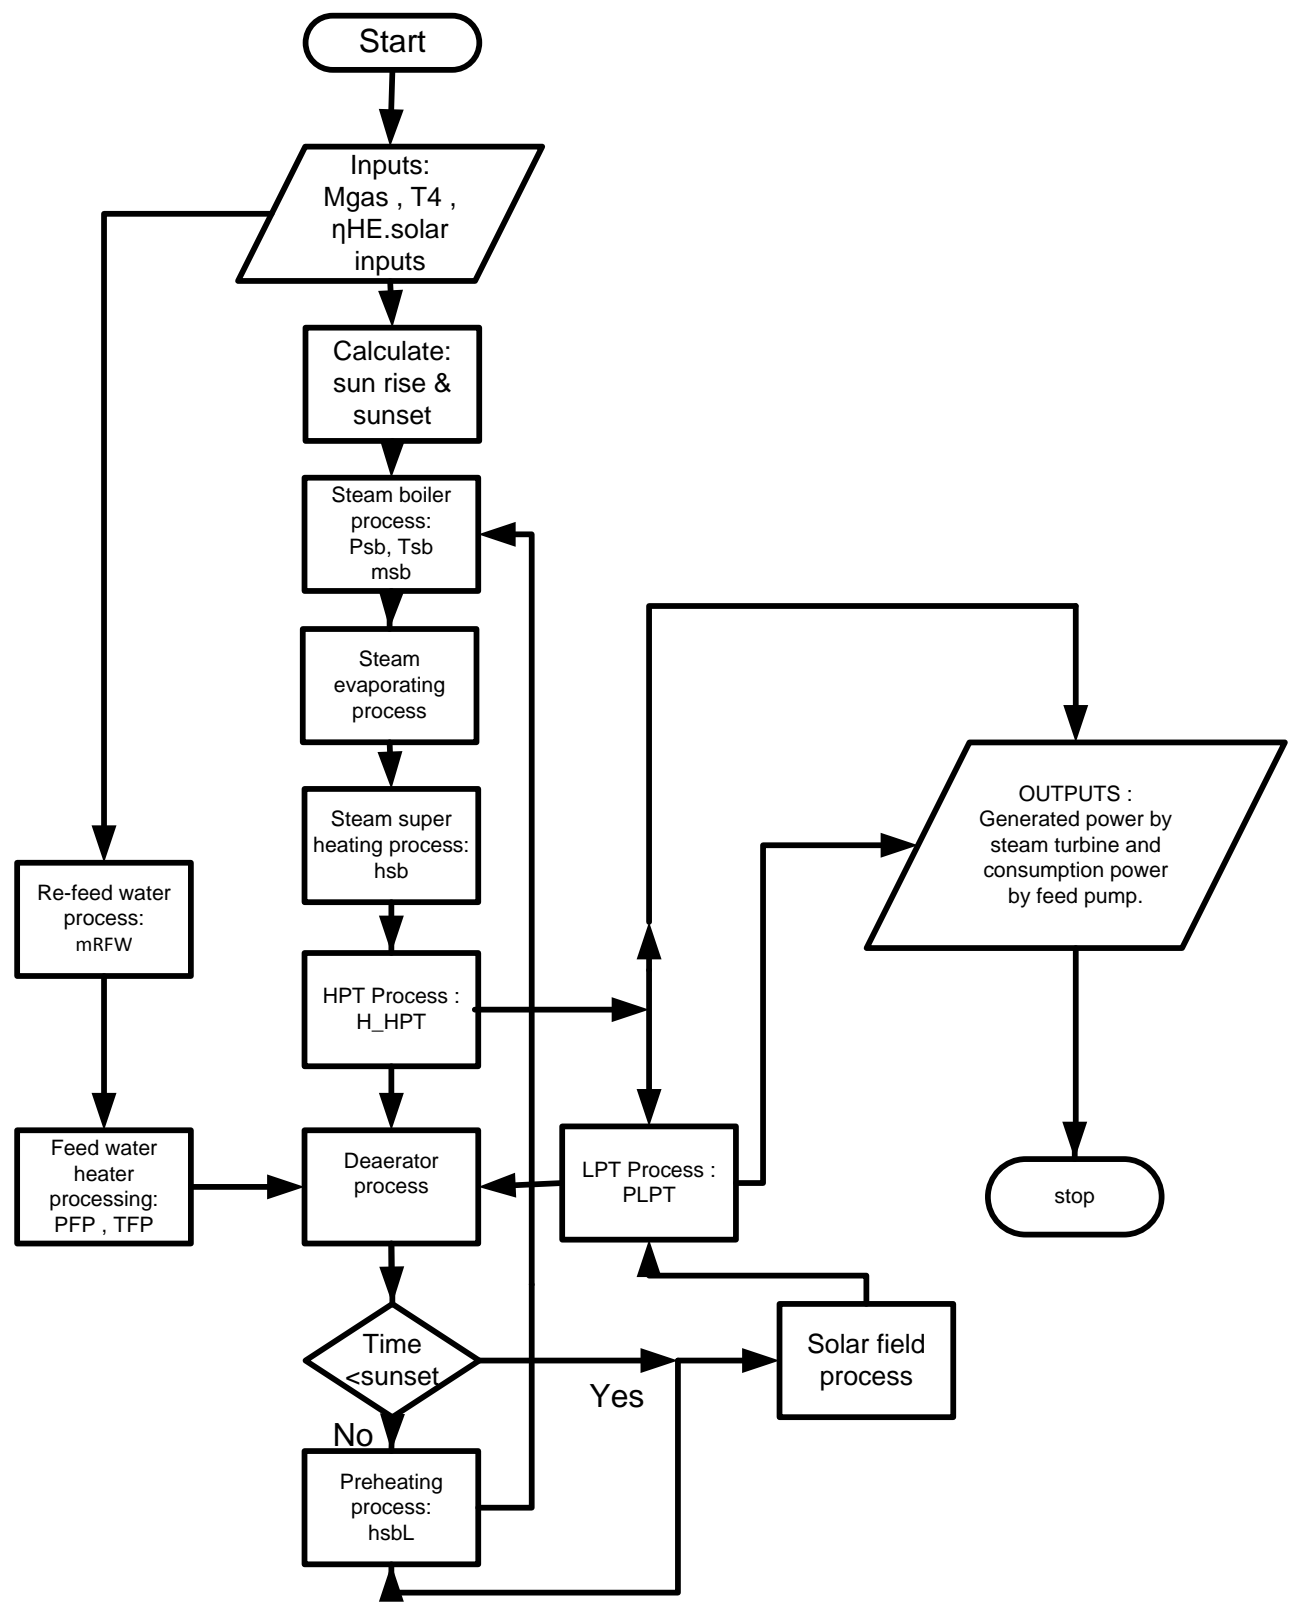 Start
Inputs:
Mgas , T4 ,
ηHE.solar
inputs
Calculate:
sun rise &
sunset
Steam boiler
process:
Psb, Tsb
msb
Steam
evaporating
process
Steam super
heating process:
hsb
OUTPUTS :
Generated power by
steam turbine and
consumption power
by feed pump.
Re-feed water
process:
mRFW
HPT Process :
H_HPT
Feed water
heater
processing:
PFP , TFP
Deaerator
process
LPT Process :
PLPT
stop
Time
<sunset
Yes
Solar field
process
No
Preheating
process:
hsbL